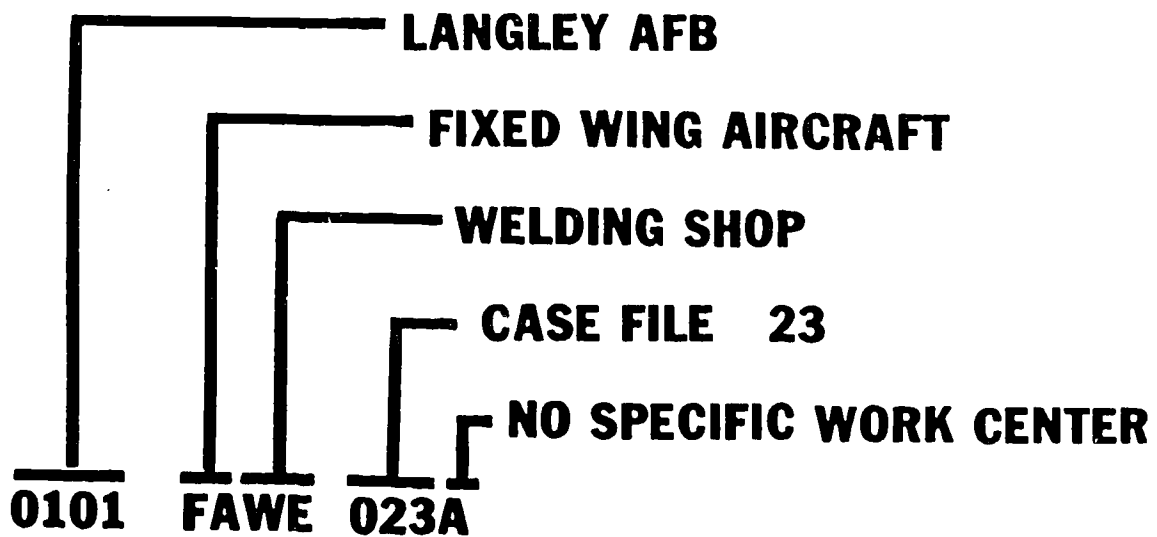 LANGLEY AFB
FIXED WING AIRCRAFT
WELDING SHOP
CASE FILE 23
NO SPECIFIC WORK CENTER
0101 FAWE 023A